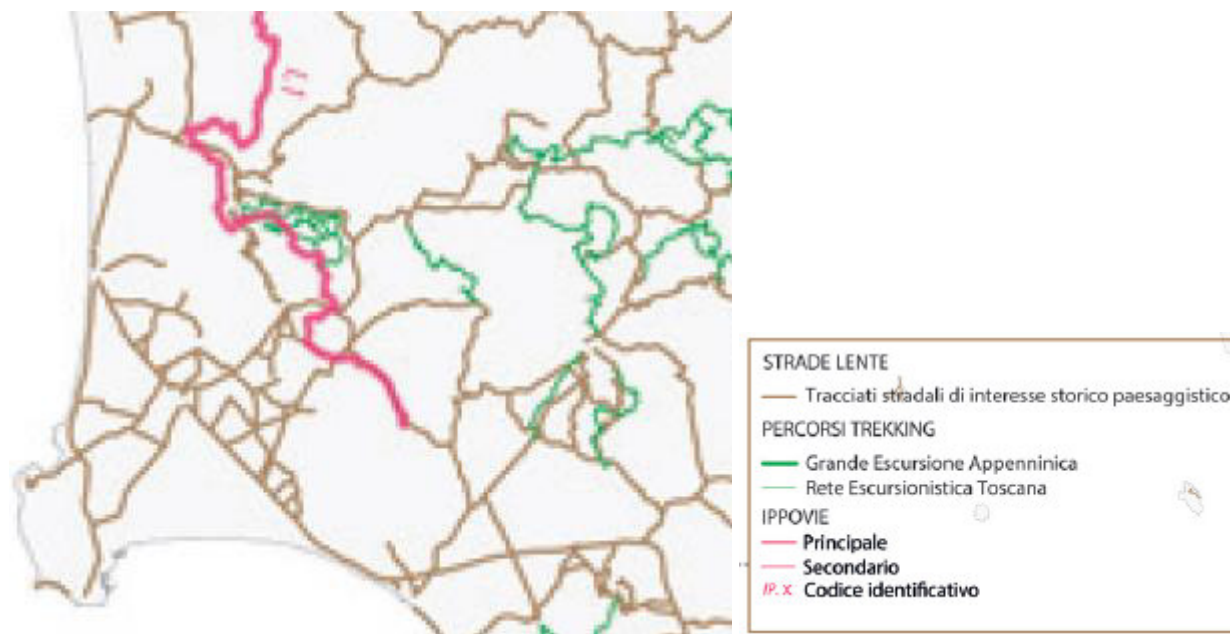 STRADE LENTE
Tracciati stradali di interesse storico paesaggistico
PERCORSI TREKKING
Grande Escursione Appenninica
Rete Escursionistica Toscana
IPPOVIE
Principale
Secondario
IP. X Codice identificativo